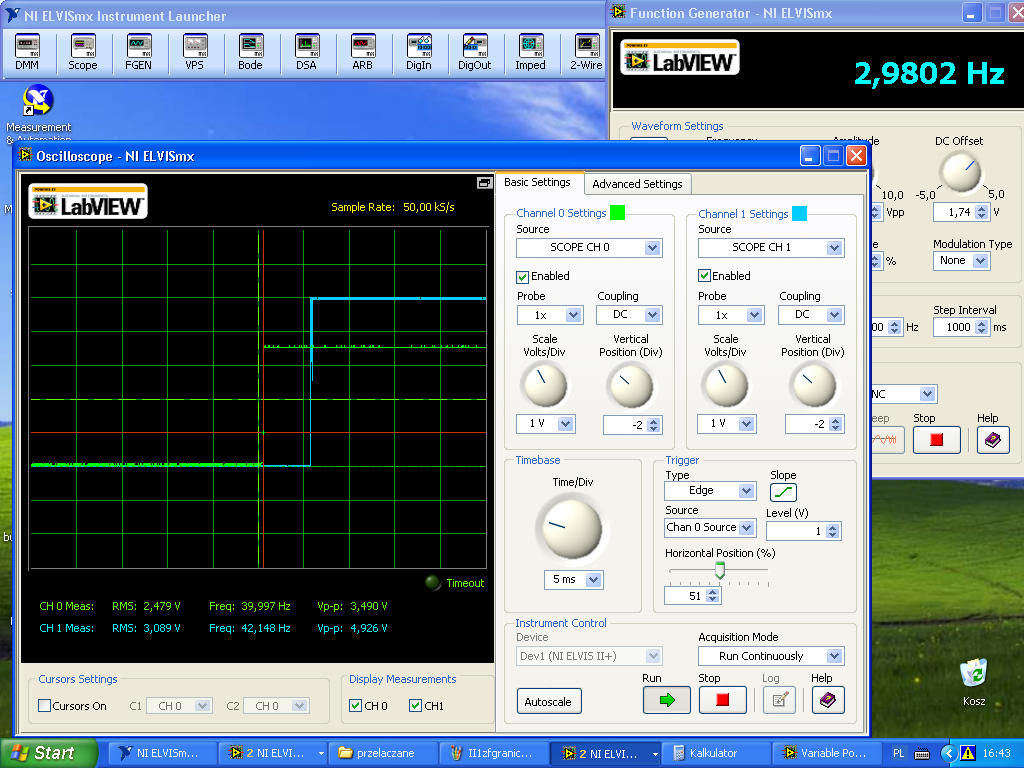 NI ELVISmx Instrument Launcher
DMM
Scope
FGEN
VPS
Bode
DSA
ARB
DigIn
DigOut
Imped
2-Wire
Function Generator - NI ELVISmx
POWERED BY
LabVIEW
2,9802 Hz
Waveform Settings
DC Offset
10,0
-5,0
5,0
Vpp
1,74
V
Modulation Type
%
None
Step Interval
00
Hz
1000
ms
NC
Stop
Help
Measurement
Oscilloscope - NI ELVISmx
POWERED BY
LabVIEW
Sample Rate: 50,00 kS/s
Timeout
CH 0 Meas: RMS: 2,479 V Freq: 39,997 Hz Vp-p: 3,490 V
CH 1 Meas: RMS: 3,089 V Freq: 42,148 Hz Vp-p: 4,926 V
Cursors Settings
Cursors On
C1
CH 0
C2
CH 0
Display Measurements
CH 0
CH1
Basic Settings
Advanced Settings
Channel 0 Settings
Source
SCOPE CH 0
Enabled
Probe
Coupling
1x
DC
Scale
Volts/Div
Vertical
Position (Div)
1 V
-2
Channel 1 Settings
Source
SCOPE CH 1
Enabled
Probe
Coupling
1x
DC
Scale
Volts/Div
Vertical
Position (Div)
1 V
-2
Timebase
Time/Div
5 ms
Trigger
Type
Slope
Edge
Source
Level (V)
Chan 0 Source
1
Horizontal Position (%)
51
Instrument Control
Device
Dev1 (NI ELVIS II+)
Acquisition Mode
Run Continuously
Autoscale
Run
Stop
Log
Help
Kosz
Start
NI ELVISm...
2 NI ELVI...
przelaczane
II1zfgranic...
2 NI ELVI...
Kalkulator
Variable Po...
PL
16:43